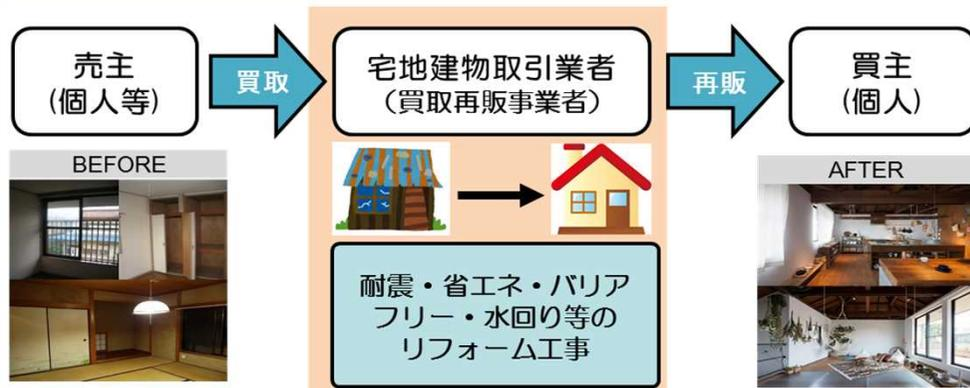 売主
(個人等)
買取
宅地建物取引業者
（買取再販事業者）
再販
買主
(個人)
BEFORE
耐震・省エネ・バリア
フリー・水回り等の
リフォーム工事
AFTER